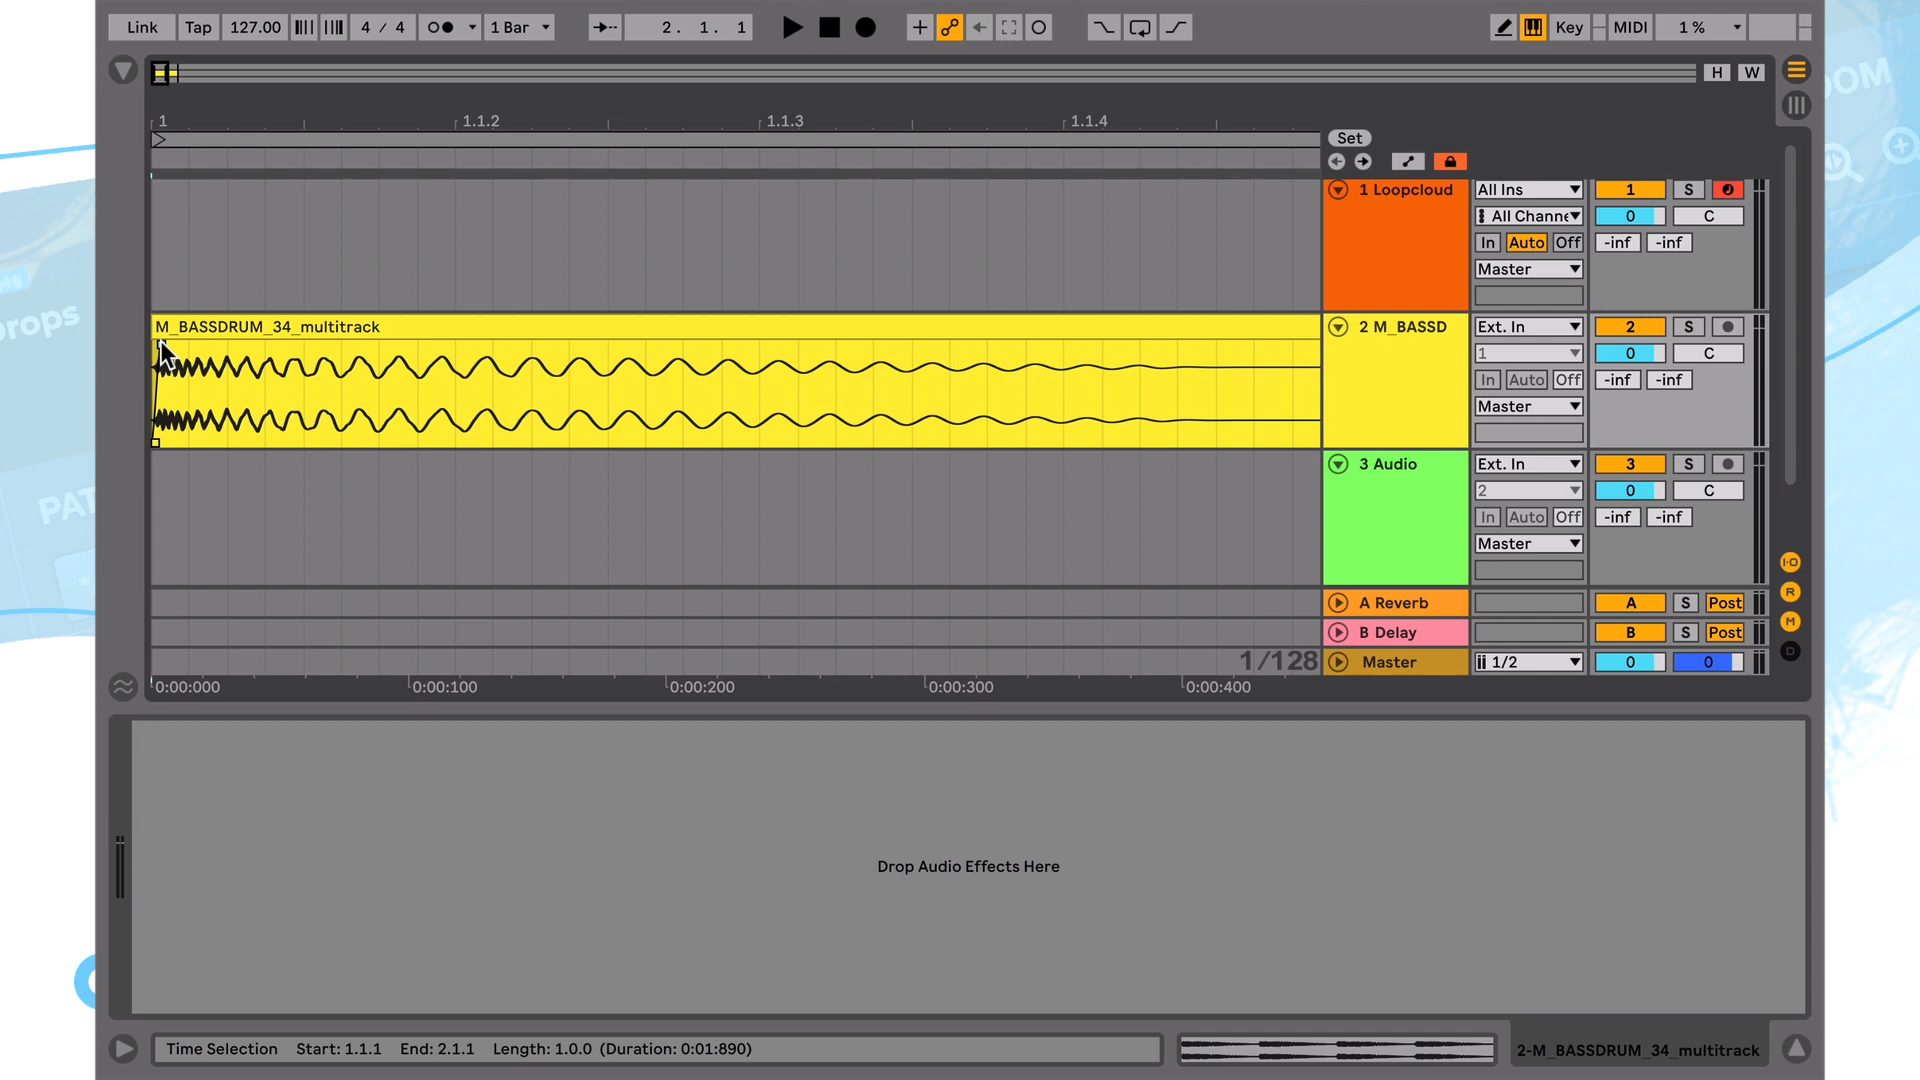 Link Tap 127.00 4 / 4 1 Bar 2. 1. 1 Key MIDI 1 %
H W
1 1.1.2 1.1.3 1.1.4
Set
1 Loopcloud All Ins 1 S
All Channe 0 C
In Auto Off -inf -inf
Master
M_BASSDRUM_34_multitrack 2 M_BASSD Ext. In 2 S
1 0 C
In Auto Off -inf -inf
Master
3 Audio Ext. In 3 S
2 0 C
In Auto Off -inf -inf
Master
A Reverb A S Post
B Delay B S Post
1/128 Master 1/2 0 0
0:00:000 0:00:100 0:00:200 0:00:300 0:00:400
I·O
R
M
D
Drop Audio Effects Here
Time Selection Start: 1.1.1 End: 2.1.1 Length: 1.0.0 (Duration: 0:01:890) 2-M_BASSDRUM_34_multitrack